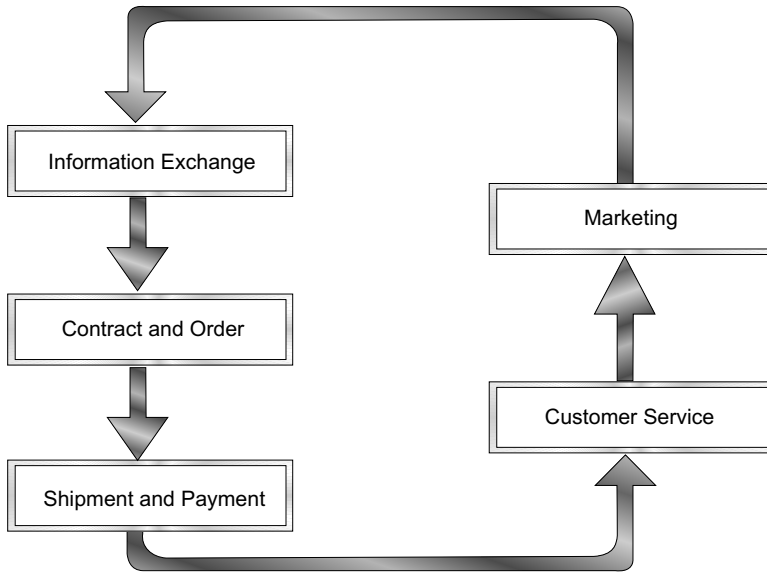 Information Exchange
Contract and Order
Shipment and Payment
Customer Service
Marketing